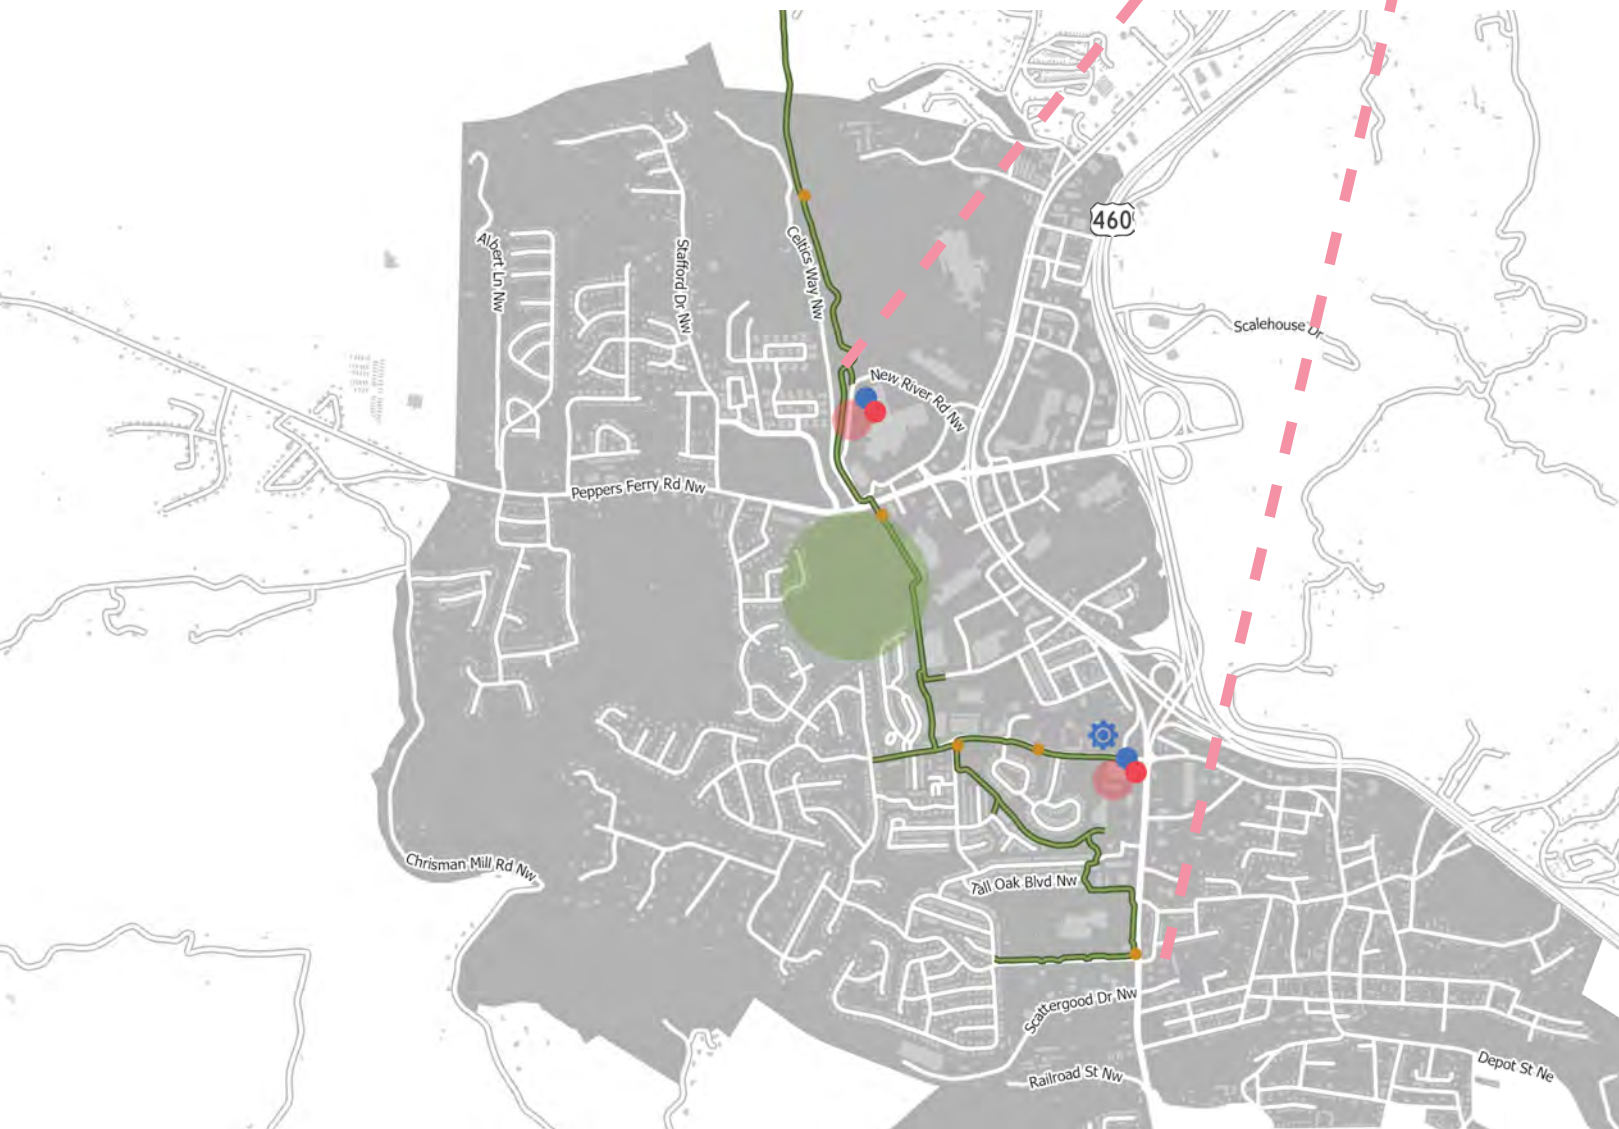 460
Albert Ln Nw
Stafford Dr Nw
Celtics Way Nw
Scalehouse Dr
New River Rd Nw
Peppers Ferry Rd Nw
Chrisman Mill Rd Nw
Tall Oak Blvd Nw
Scattergood Dr Nw
Railroad St Nw
Depot St Ne